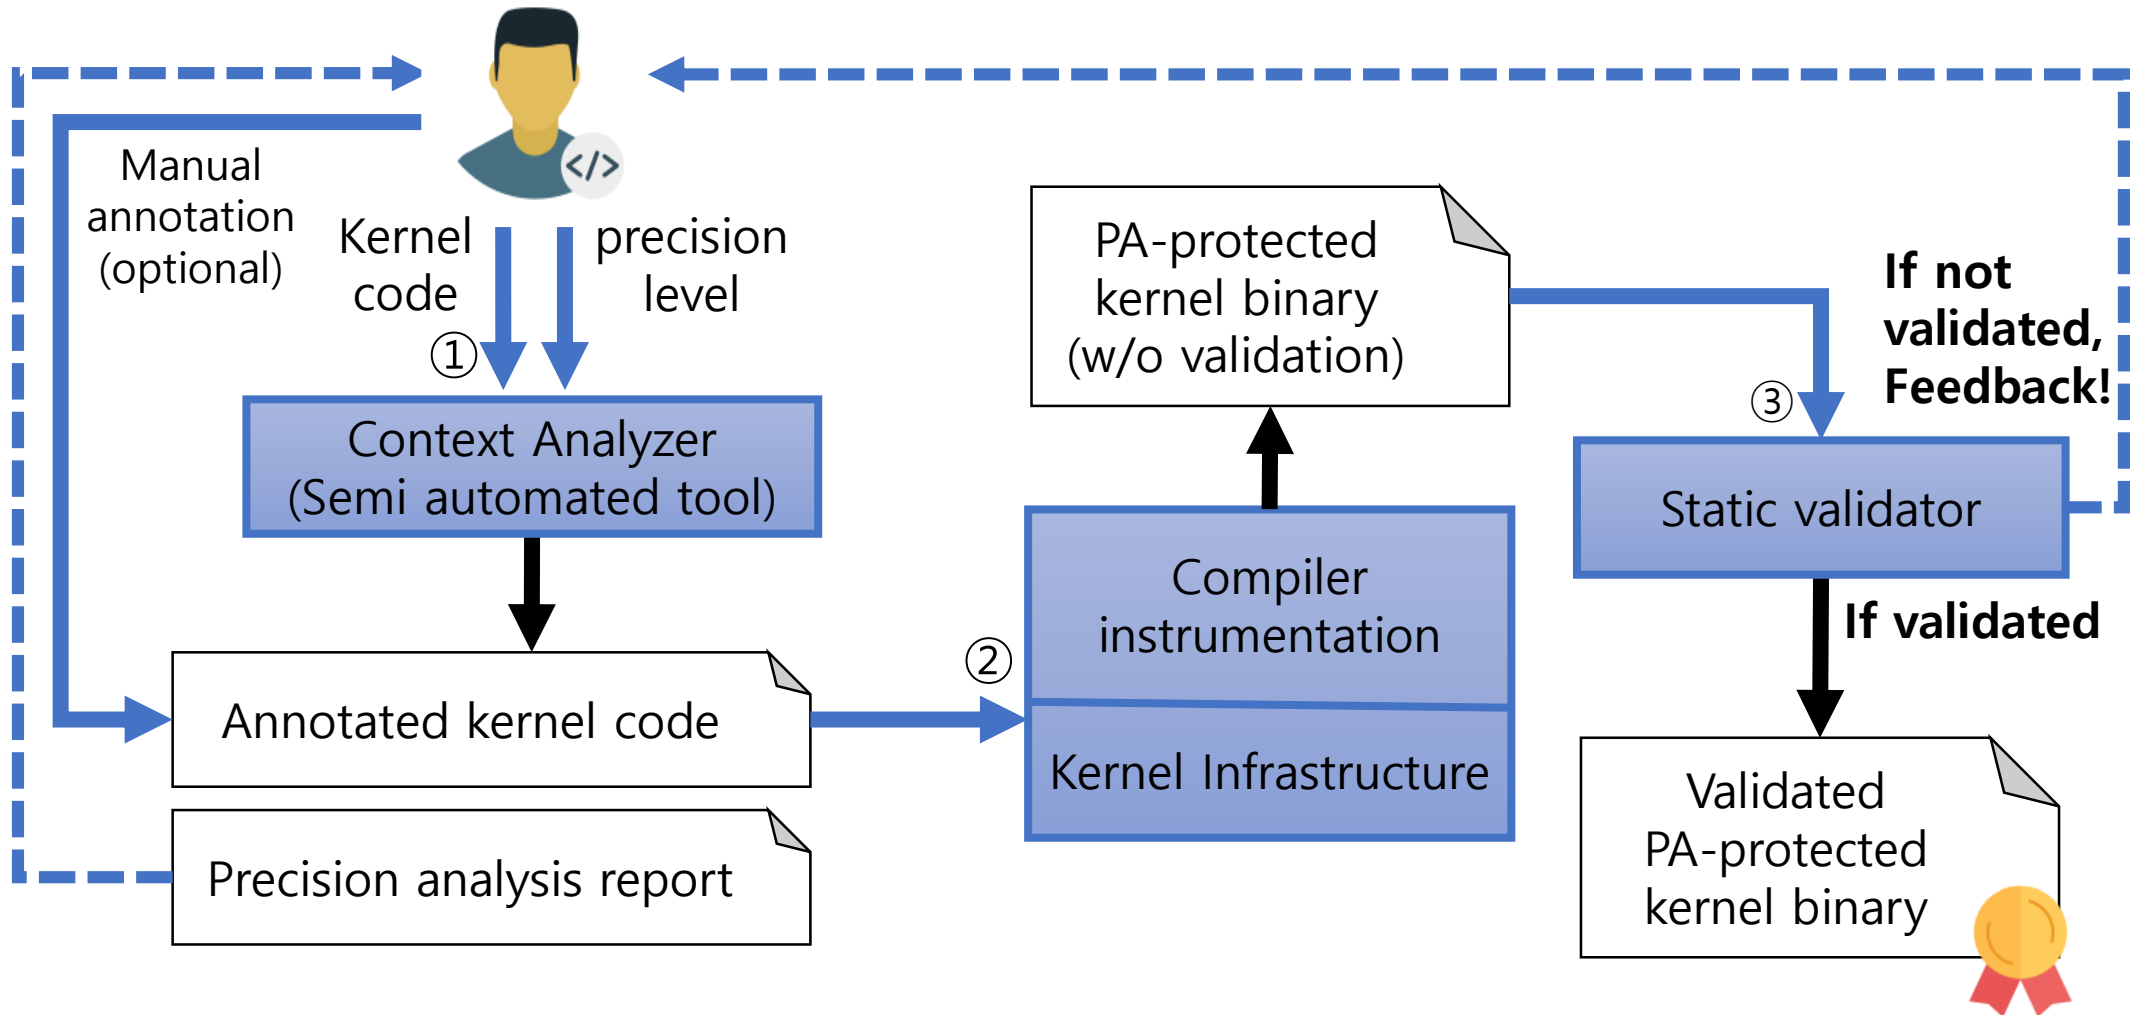 </>
Manual
annotation
(optional)
Kernel
code
precision
level
①
Context Analyzer
(Semi automated tool)
Annotated kernel code
Precision analysis report
②
PA-protected
kernel binary
(w/o validation)
Compiler
instrumentation
Kernel Infrastructure
If not
validated,
Feedback!
③
Static validator
If validated
Validated
PA-protected
kernel binary